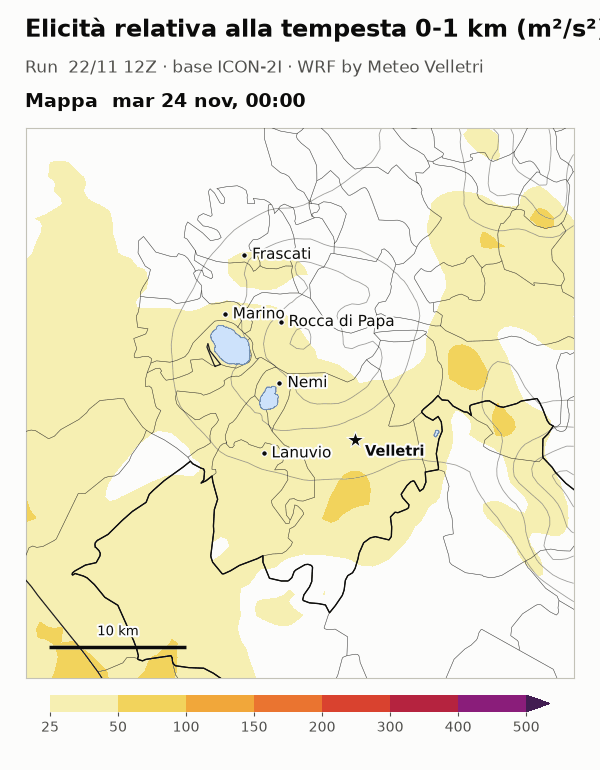 Elicità relativa alla tempesta 0-1 km (m²/s²)
Run  22/11 12Z · base ICON-2I · WRF by Meteo Velletri
Mappa  mar 24 nov, 00:00
Frascati
Marino
Rocca di Papa
Nemi
Velletri
Lanuvio
10 km
25 50 100 150 200 300 400 500